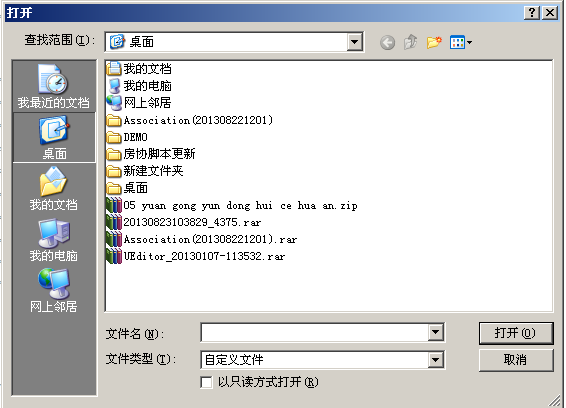 打开
查找范围(I):
桌面
我最近的文档
桌面
我的文档
我的电脑
网上邻居
我的文档
我的电脑
网上邻居
Association(201308221201)
DEMO
房协脚本更新
新建文件夹
桌面
05 yuan gong yun dong hui ce hua an.zip
20130823103829_4375.rar
Association(201308221201).rar
UEditor_20130107-113532.rar
文件名(N):
打开(O)
文件类型(T):
自定义文件
取消
以只读方式打开(R)